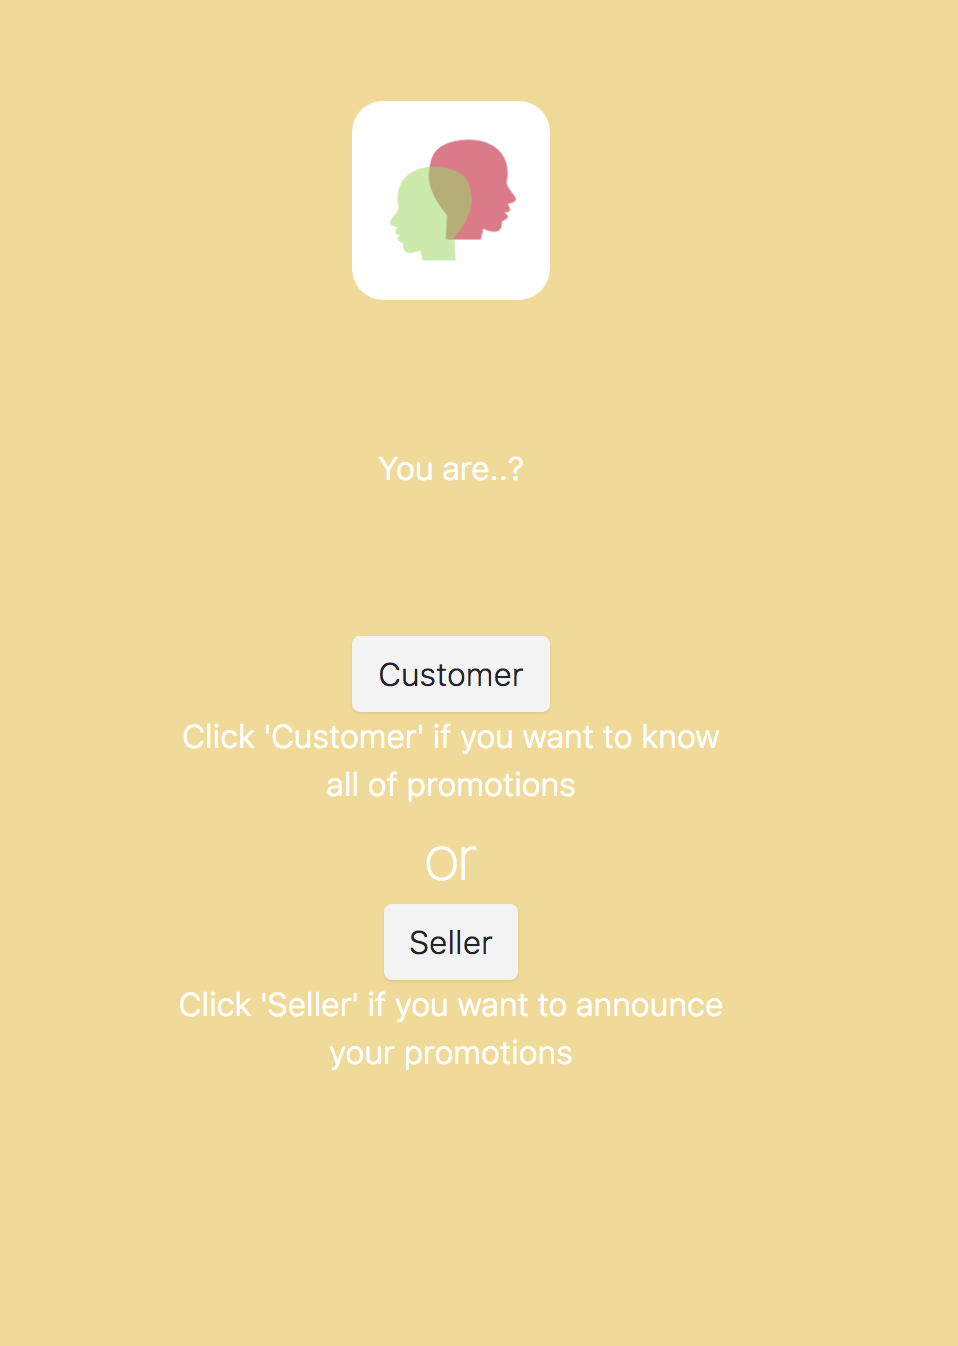 You are..?
Customer
Click 'Customer' if you want to know
all of promotions
or
Seller
Click 'Seller' if you want to announce
your promotions